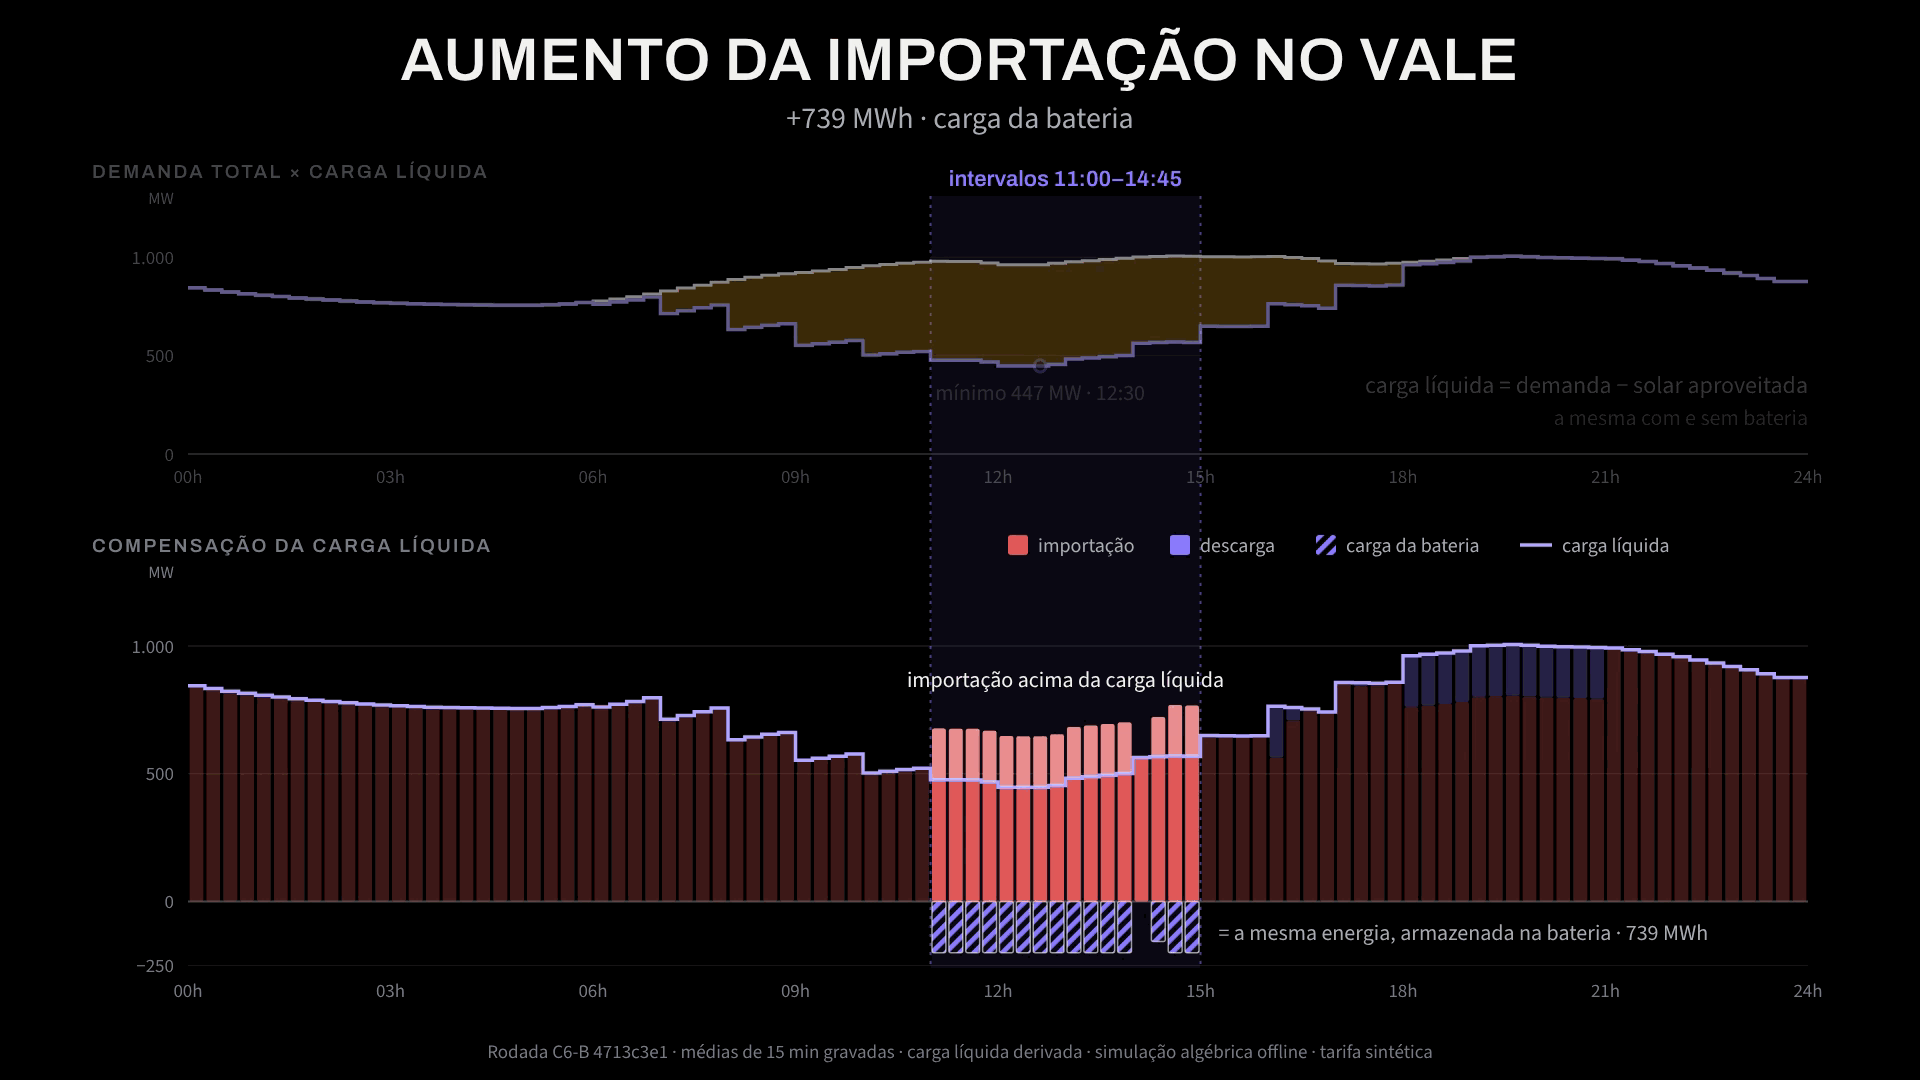 AUMENTO DA IMPORTAÇÃO NO VALE
+739 MWh · carga da bateria
DEMANDA TOTAL × CARGA LÍQUIDA
intervalos 11:00–14:45
MW
1.000
500
mínimo 447 MW · 12:30
carga líquida = demanda − solar aproveitada
a mesma com e sem bateria
0
00h 03h 06h 09h 12h 15h 18h 21h 24h
COMPENSAÇÃO DA CARGA LÍQUIDA
importação descarga carga da bateria carga líquida
MW
1.000
importação acima da carga líquida
500
0
= a mesma energia, armazenada na bateria · 739 MWh
−250
00h 03h 06h 09h 12h 15h 18h 21h 24h
Rodada C6-B 4713c3e1 · médias de 15 min gravadas · carga líquida derivada · simulação algébrica offline · tarifa sintética